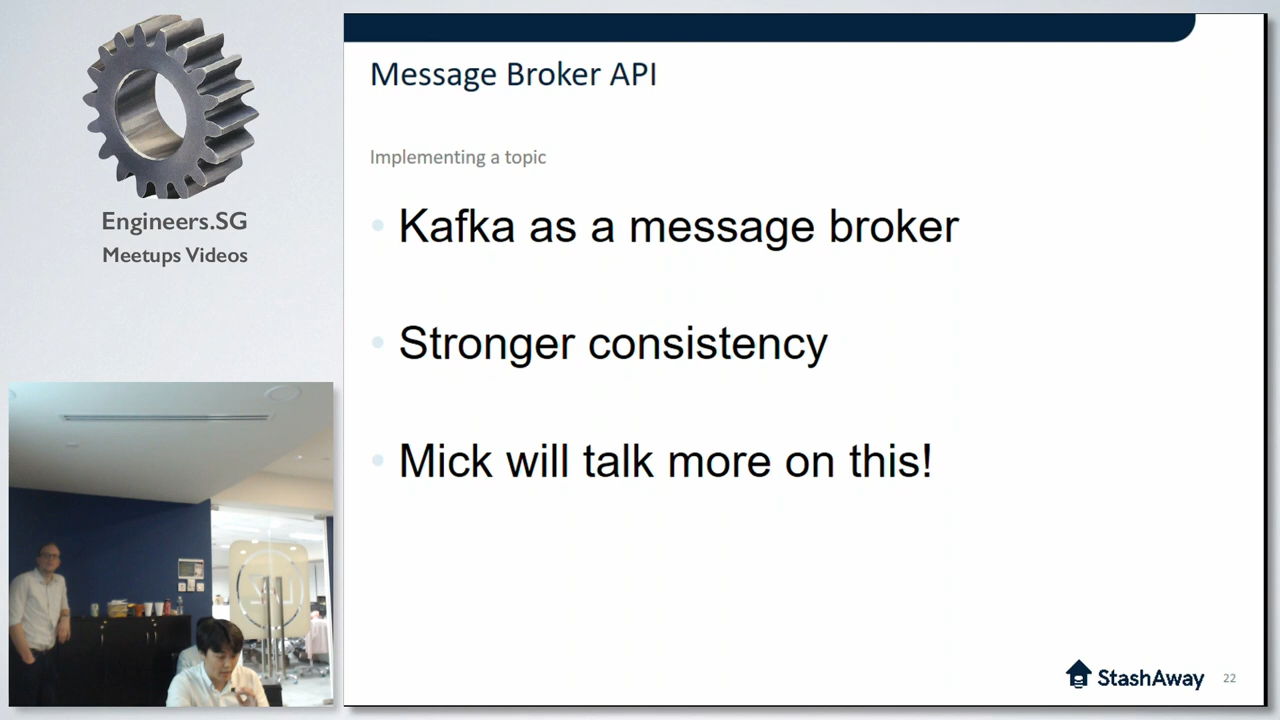 Engineers.SG
Meetups Videos
Message Broker API
Implementing a topic
Kafka as a message broker
Stronger consistency
Mick will talk more on this!
StashAway
22